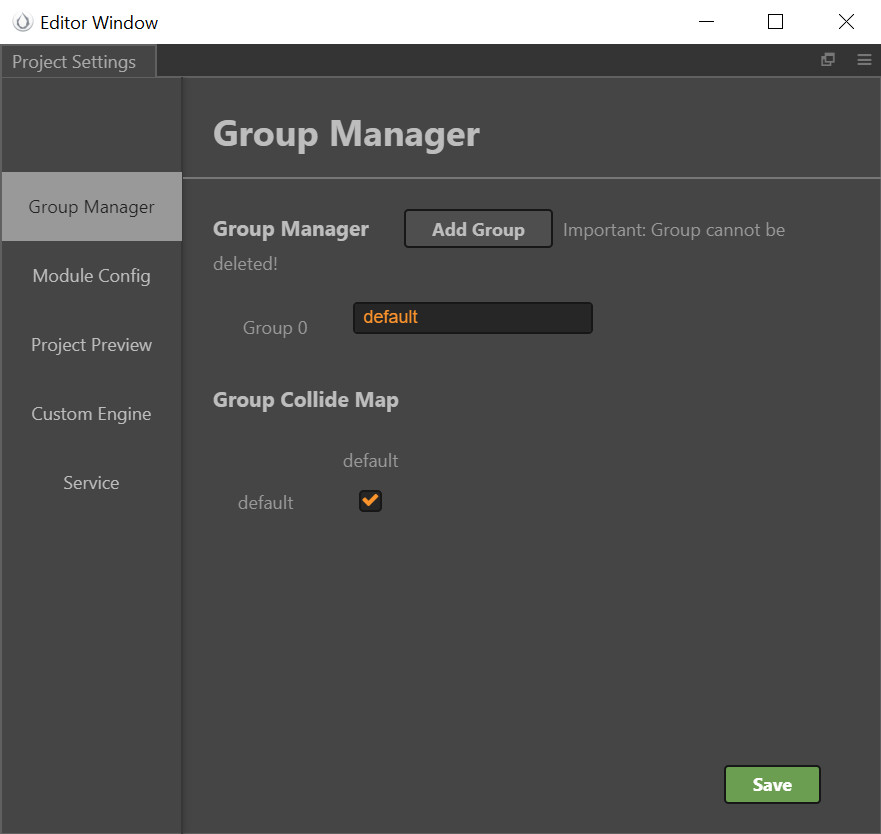 Editor Window
Project Settings
Group Manager
Group Manager
Module Config
Project Preview
Custom Engine
Service
Group Manager Add Group Important: Group cannot be
deleted!
Group 0 default
Group Collide Map
default
default
Save